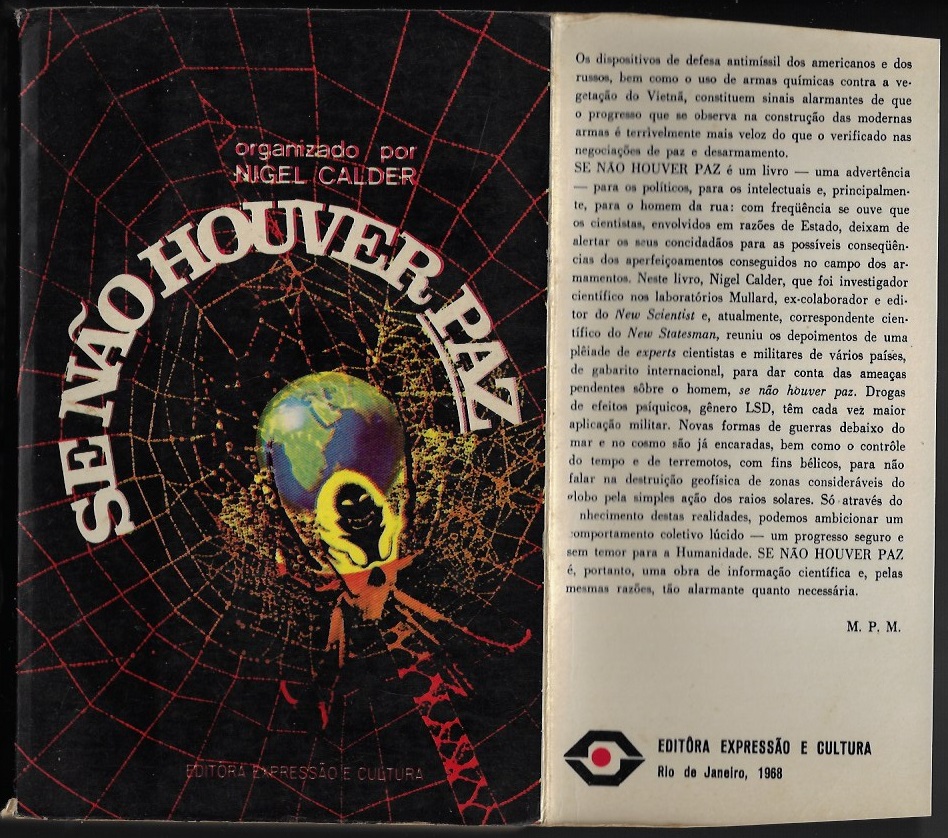 organizado por
NIGEL CALDER
SE NÃO HOUVER PAZ
EDITÔRA EXPRESSÃO E CULTURA
Os dispositivos de defesa antimíssil dos americanos e dos
russos, bem como o uso de armas químicas contra a ve-
getação do Vietnã, constituem sinais alarmantes de que
o progresso que se observa na construção das modernas
armas é terrìvelmente mais veloz do que o verificado nas
negociações de paz e desarmamento.
SE NÃO HOUVER PAZ é um livro — uma advertência
— para os políticos, para os intelectuais e, principalmen-
te, para o homem da rua: com freqüência se ouve que
os cientistas, envolvidos em razões de Estado, deixam de
alertar os seus concidadãos para as possíveis conseqüên-
cias dos aperfeiçoamentos conseguidos no campo dos ar-
mamentos. Neste livro, Nigel Calder, que foi investigador
científico nos laboratórios Mullard, ex-colaborador e edi-
tor do New Scientist e, atualmente, correspondente cien-
tífico do New Statesman, reuniu os depoimentos de uma
plêiade de experts cientistas e militares de vários países,
de gabarito internacional, para dar conta das ameaças
pendentes sôbre o homem, se não hòuver paz. Drogas
de efeitos psíquicos, gênero LSD, têm cada vez maior
aplicação militar. Novas formas de guerras debaixo do
mar e no cosmo são já encaradas, bem como o contrôle
do tempo e de terremotos, com fins bélicos, para não
falar na destruição geofísica de zonas consideráveis do
globo pela simples ação dos raios solares. Só através do
nhecimento destas realidades, podemos ambicionar um
omportamento coletivo lúcido — um progresso seguro e
sem temor para a Humanidade. SE NÃO HOUVER PAZ
é, portanto, uma obra de informação científica e, pelas
mesmas razões, tão alarmante quanto necessária.
M. P. M.
EDITÔRA EXPRESSÃO E CULTURA
Rio de Janeiro, 1968